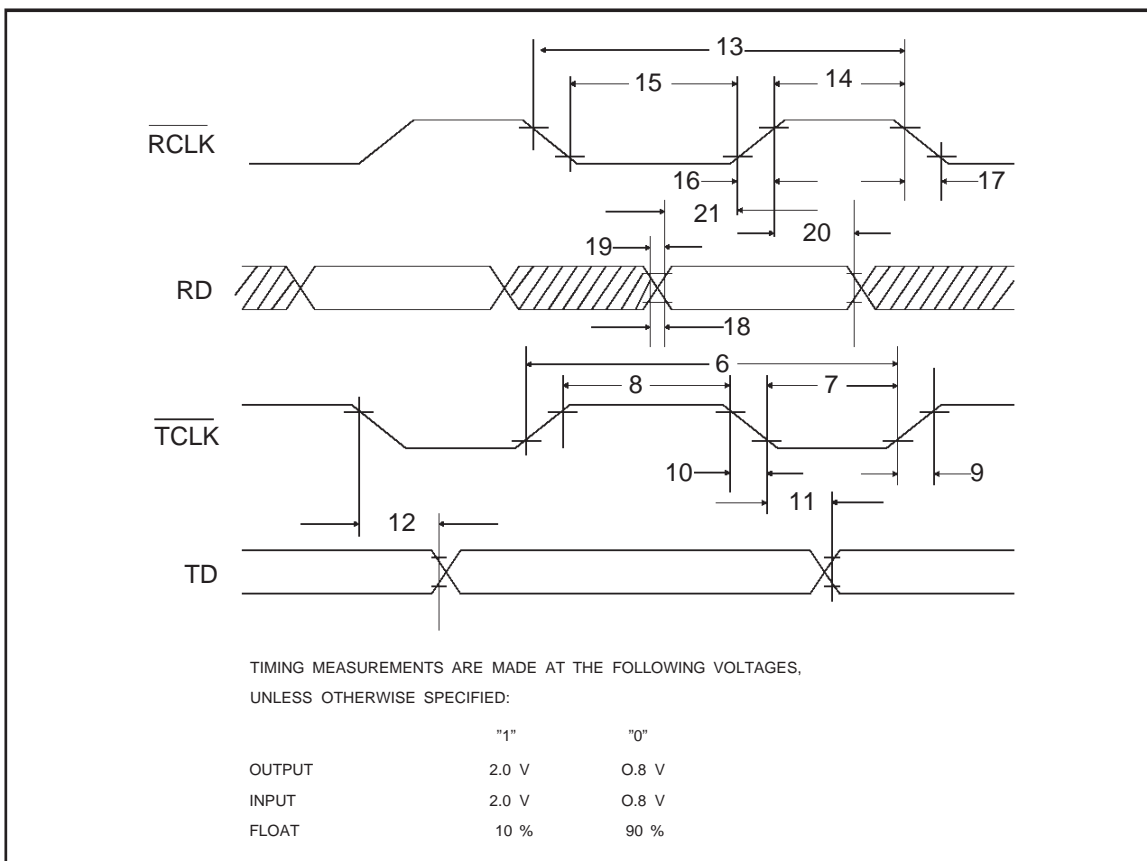 13
15
14
RCLK
16
17
21
20
19
RD
18
6
8
7
TCLK
10
9
11
12
TD
TIMING MEASUREMENTS ARE MADE AT THE FOLLOWING VOLTAGES,
UNLESS OTHERWISE SPECIFIED:
”1” ”0”
OUTPUT 2.0 V O.8 V
INPUT 2.0 V O.8 V
FLOAT 10 % 90 %